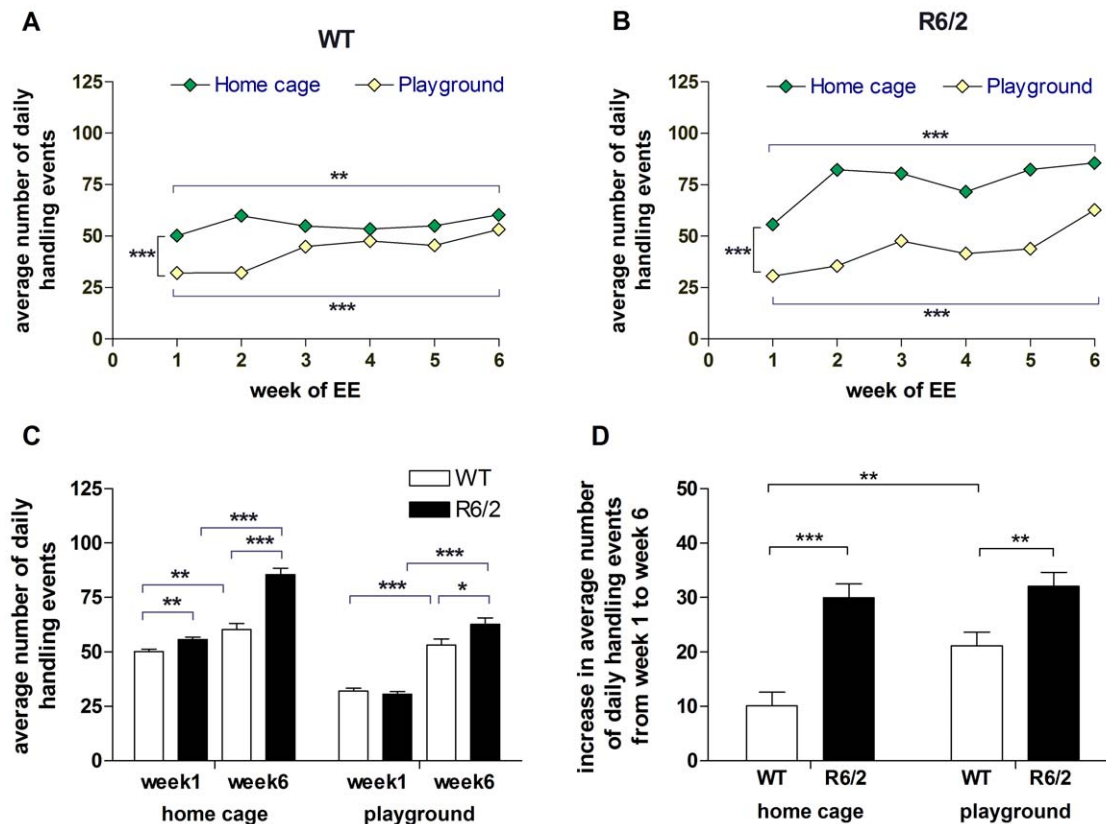 A
WT
Home cage
Playground
average number of daily
handling events
125
100
75
50
25
0
**
***
***
0 1 2 3 4 5 6
week of EE
B
R6/2
Home cage
Playground
average number of daily
handling events
125
100
75
50
25
0
***
***
***
0 1 2 3 4 5 6
week of EE
C
WT
R6/2
average number of daily
handling events
125
100
75
50
25
0
***
***
**
**
***
***
*
week1 week6 week1 week6
home cage playground
D
increase in average number
of daily handling events
from week 1 to week 6
50
40
30
20
10
0
**
***
**
WT R6/2 WT R6/2
home cage playground